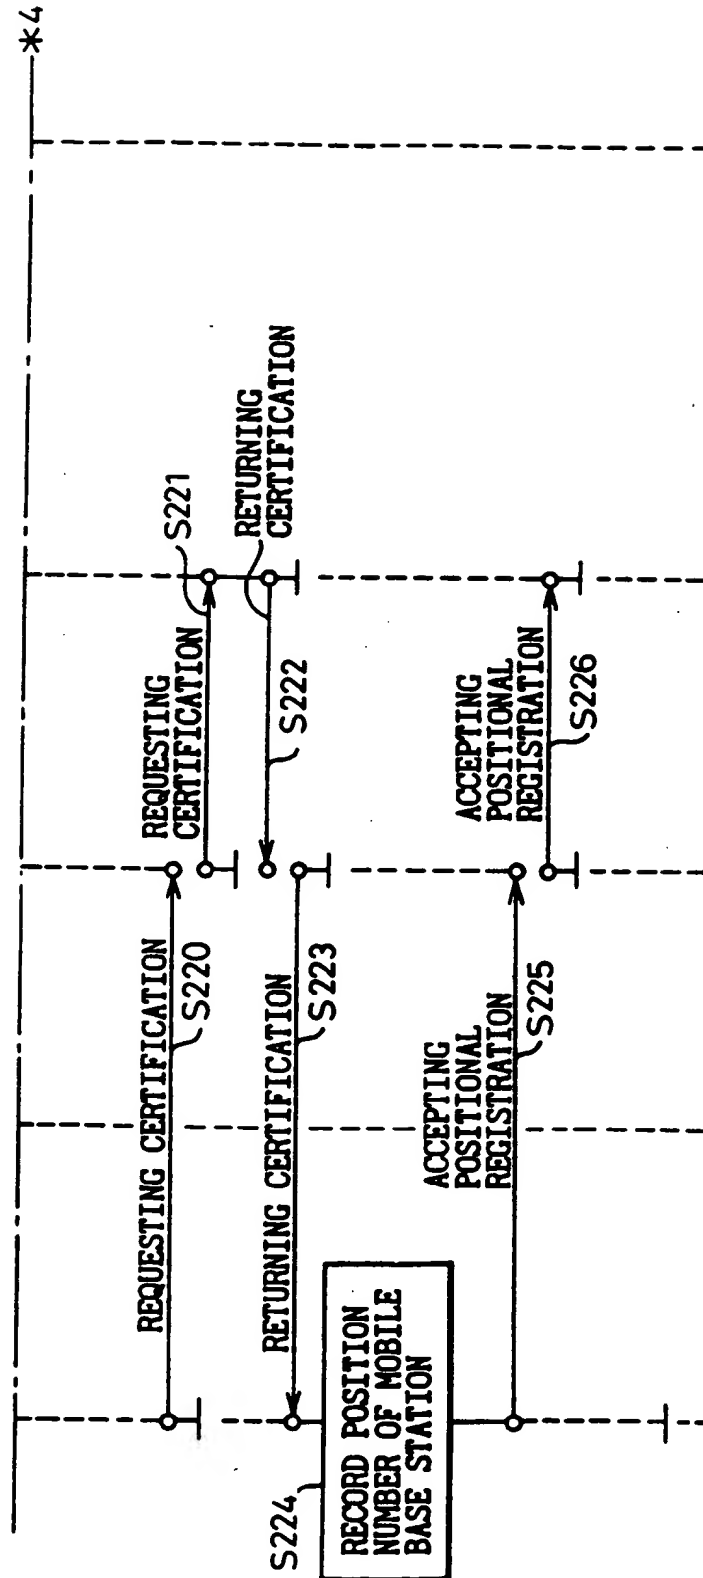 *4
REQUESTING CERTIFICATION
S220
REQUESTING
CERTIFICATION
S221
RETURNING
CERTIFICATION
S222
RETURNING CERTIFICATION
S223
S224
RECORD POSITION
NUMBER OF MOBILE
BASE STATION
ACCEPTING
POSITIONAL
REGISTRATION
S225
ACCEPTING
POSITIONAL
REGISTRATION
S226